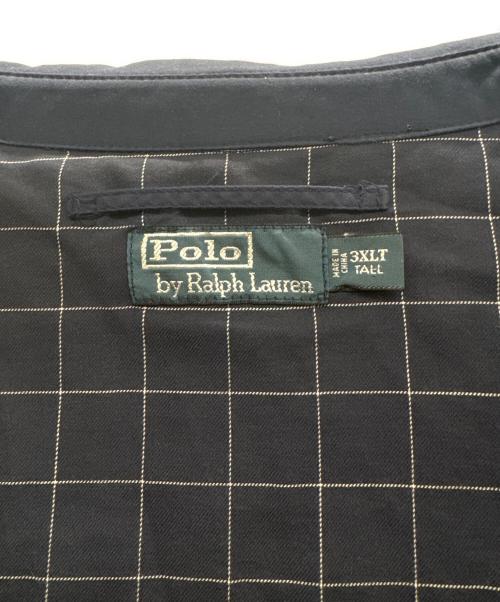 Polo
by Ralph Lauren
MADE IN
CHINA
3XLT
TALL